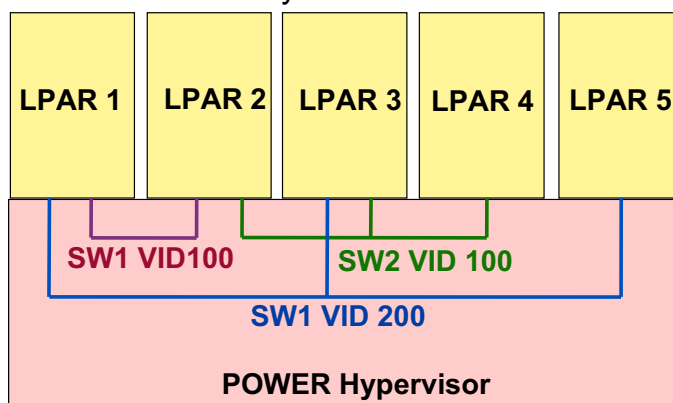 LPAR 1
LPAR 2
LPAR 3
LPAR 4
LPAR 5
SW1 VID100
SW2 VID 100
SW1 VID 200
POWER Hypervisor